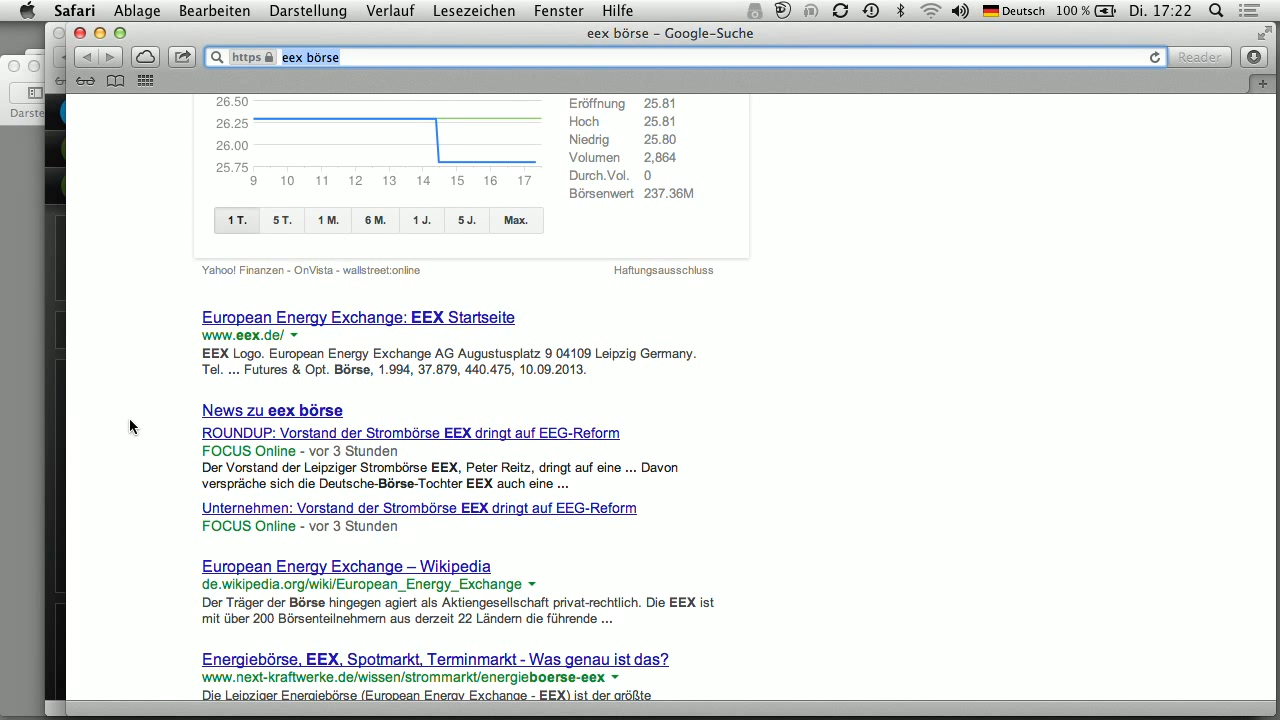 Safari Ablage Bearbeiten Darstellung Verlauf Lesezeichen Fenster Hilfe Deutsch 100 % Di. 17:22
eex börse – Google-Suche
https eex börse Reader
Darste
26.50 Eröffnung 25.81
26.25 Hoch 25.81
26.00 Niedrig 25.80
25.75 Volumen 2,864
9 10 11 12 13 14 15 16 17 Durch.Vol. 0
Börsenwert 237.36M
1 T. 5 T. 1 M. 6 M. 1 J. 5 J. Max.
Yahoo! Finanzen - OnVista - wallstreet:online Haftungsausschluss
European Energy Exchange: EEX Startseite
www.eex.de/
EEX Logo. European Energy Exchange AG Augustusplatz 9 04109 Leipzig Germany.
Tel. ... Futures & Opt. Börse, 1.994, 37.879, 440.475, 10.09.2013.
News zu eex börse
ROUNDUP: Vorstand der Strombörse EEX dringt auf EEG-Reform
FOCUS Online - vor 3 Stunden
Der Vorstand der Leipziger Strombörse EEX, Peter Reitz, dringt auf eine ... Davon
verspräche sich die Deutsche-Börse-Tochter EEX auch eine ...
Unternehmen: Vorstand der Strombörse EEX dringt auf EEG-Reform
FOCUS Online - vor 3 Stunden
European Energy Exchange – Wikipedia
de.wikipedia.org/wiki/European_Energy_Exchange
Der Träger der Börse hingegen agiert als Aktiengesellschaft privat-rechtlich. Die EEX ist
mit über 200 Börsenteilnehmern aus derzeit 22 Ländern die führende ...
Energiebörse, EEX, Spotmarkt, Terminmarkt - Was genau ist das?
www.next-kraftwerke.de/wissen/strommarkt/energieboerse-eex
Die Leipziger Energiebörse (European Energy Exchange - EEX) ist der größte